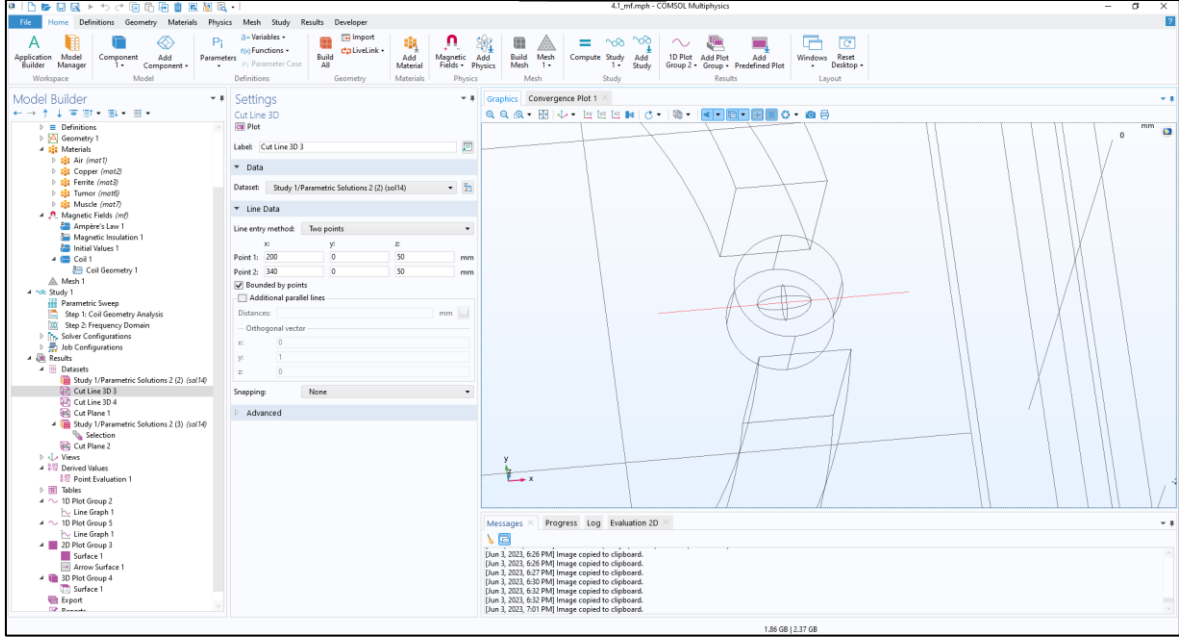 4.1_mf.mph - COMSOL Multiphysics
File Home Definitions Geometry Materials Physics Mesh Study Results Developer
Application Builder
Model Manager
Component 1
Add Component
Parameters
a= Variables
f(x) Functions
Pi Parameter Case
Build All
Import
LiveLink
Add Material
Magnetic Fields
Add Physics
Build Mesh
Mesh 1
Compute
Study 1
Add Study
1D Plot Group 2
Add Plot Group
Add Predefined Plot
Windows
Reset Desktop
Workspace Model Definitions Geometry Materials Physics Mesh Study Results Layout
Model Builder
Definitions
Geometry 1
Materials
Air (mat1)
Copper (mat2)
Ferrite (mat3)
Tumor (mat6)
Muscle (mat7)
Magnetic Fields (mf)
Ampère's Law 1
Magnetic Insulation 1
Initial Values 1
Coil 1
Coil Geometry 1
Mesh 1
Study 1
Parametric Sweep
Step 1: Coil Geometry Analysis
Step 2: Frequency Domain
Solver Configurations
Job Configurations
Results
Datasets
Study 1/Parametric Solutions 2 (2) (sol14)
Cut Line 3D 3
Cut Line 3D 4
Cut Plane 1
Study 1/Parametric Solutions 2 (3) (sol14)
Selection
Cut Plane 2
Views
Derived Values
Point Evaluation 1
Tables
1D Plot Group 2
Line Graph 1
1D Plot Group 5
Line Graph 1
2D Plot Group 3
Surface 1
Arrow Surface 1
3D Plot Group 4
Surface 1
Export
Reports
Settings
Cut Line 3D
Plot
Label: Cut Line 3D 3
Data
Dataset: Study 1/Parametric Solutions 2 (2) (sol14)
Line Data
Line entry method: Two points
x: y: z:
Point 1: 200 0 50 mm
Point 2: 340 0 50 mm
Bounded by points
Additional parallel lines
Distances: mm
Orthogonal vector
x: 0
y: 1
z: 0
Snapping: None
Advanced
Graphics Convergence Plot 1
mm
0
y
z
x
Messages Progress Log Evaluation 2D
[Jun 3, 2023, 6:26 PM] Image copied to clipboard.
[Jun 3, 2023, 6:26 PM] Image copied to clipboard.
[Jun 3, 2023, 6:27 PM] Image copied to clipboard.
[Jun 3, 2023, 6:30 PM] Image copied to clipboard.
[Jun 3, 2023, 6:32 PM] Image copied to clipboard.
[Jun 3, 2023, 6:32 PM] Image copied to clipboard.
[Jun 3, 2023, 7:01 PM] Image copied to clipboard.
1.86 GB | 2.37 GB